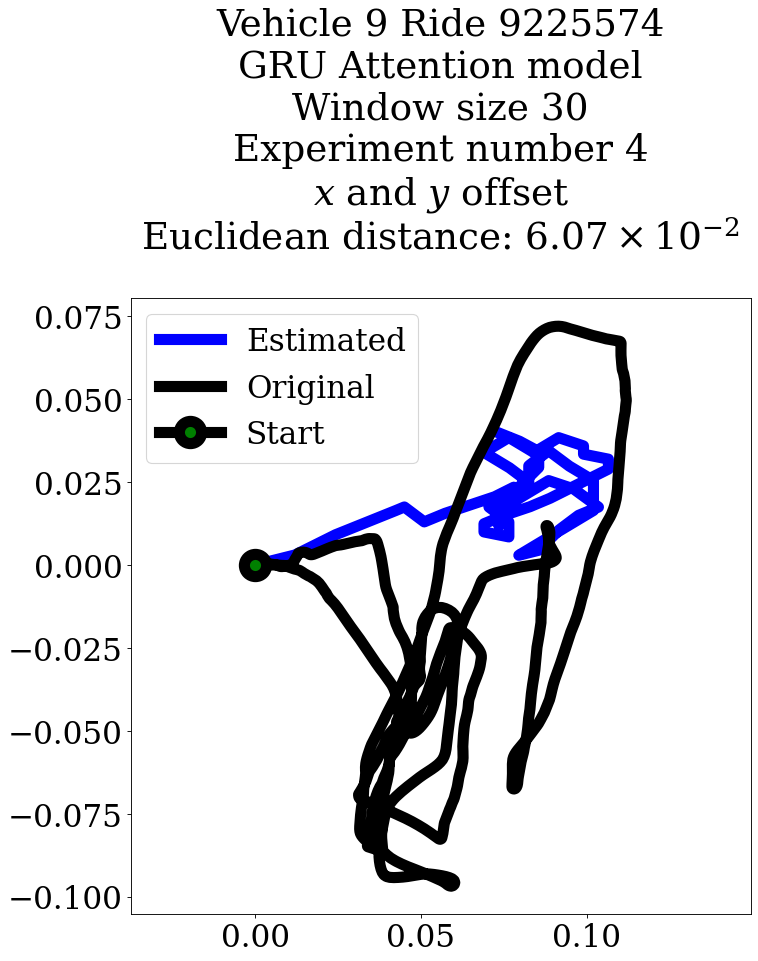 Vehicle 9 Ride 9225574
GRU Attention model
Window size 30
Experiment number 4
x and y offset
Euclidean distance: 6.07 × 10⁻²
Estimated
Original
Start
0.075
0.050
0.025
0.000
−0.025
−0.050
−0.075
−0.100
0.00 0.05 0.10